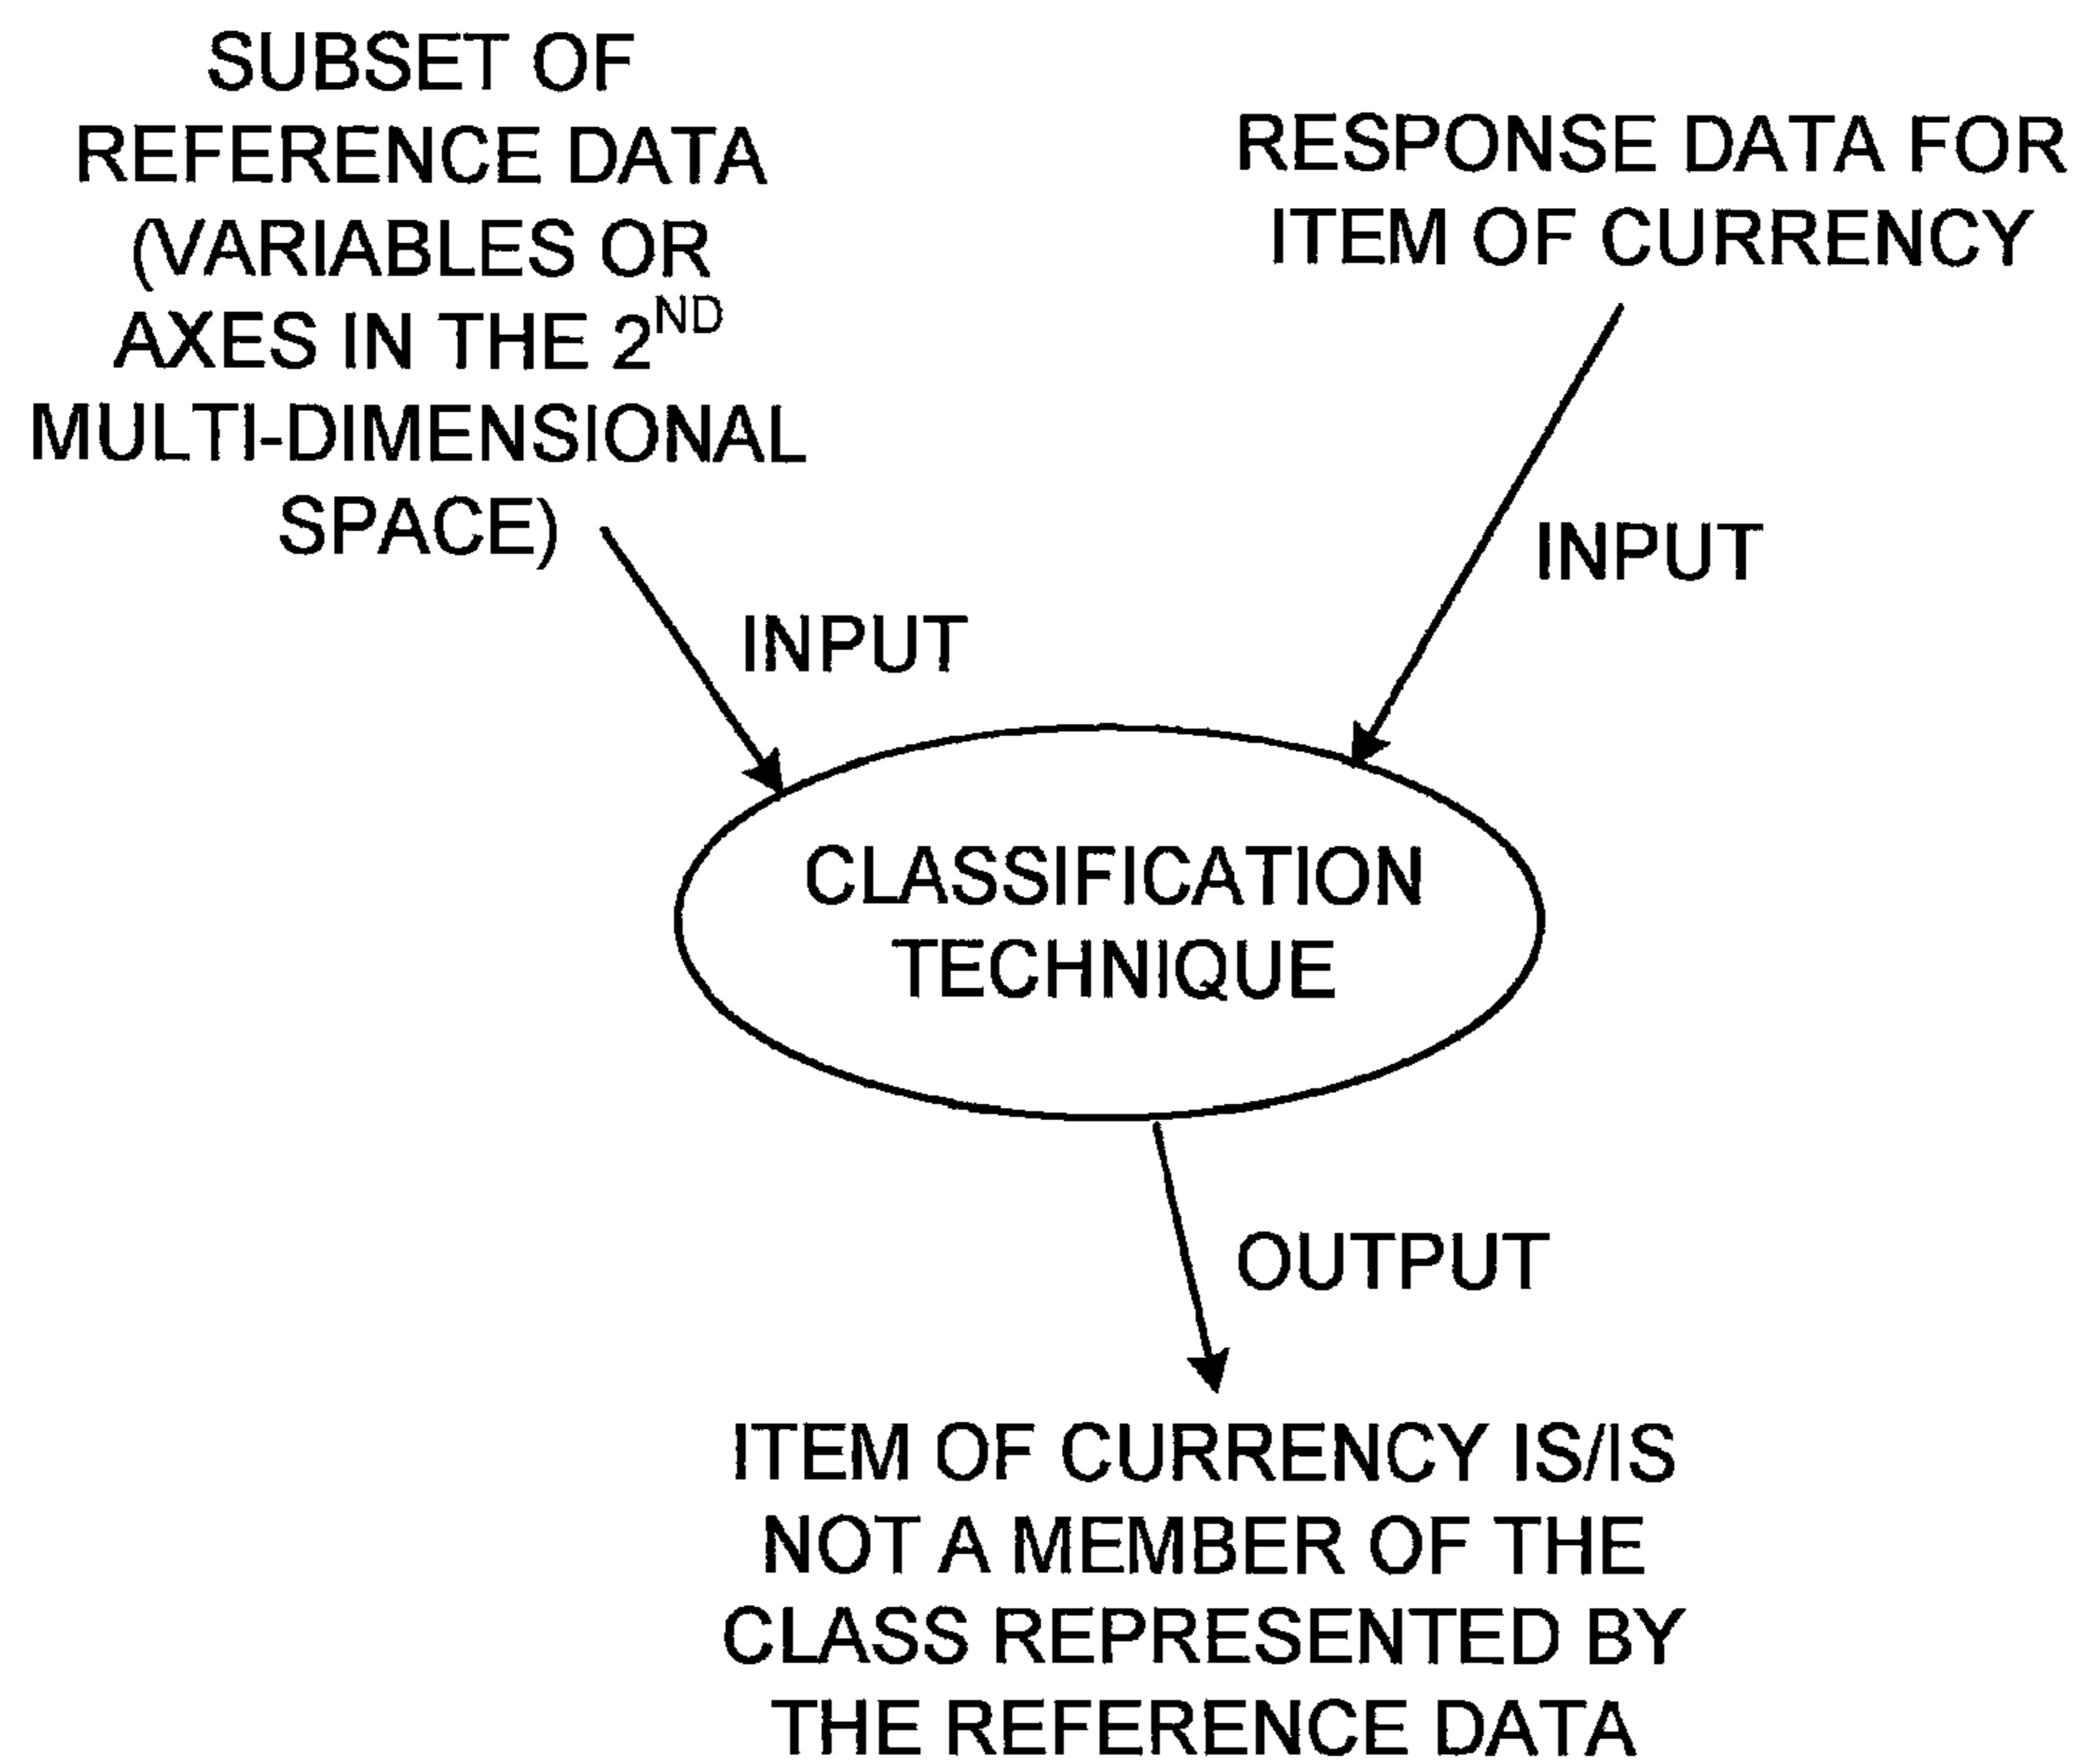 SUBSET OF
REFERENCE DATA
(VARIABLES OR
AXES IN THE 2ND
MULTI-DIMENSIONAL
SPACE)
RESPONSE DATA FOR
ITEM OF CURRENCY
INPUT
INPUT
CLASSIFICATION
TECHNIQUE
OUTPUT
ITEM OF CURRENCY IS/IS
NOT A MEMBER OF THE
CLASS REPRESENTED BY
THE REFERENCE DATA